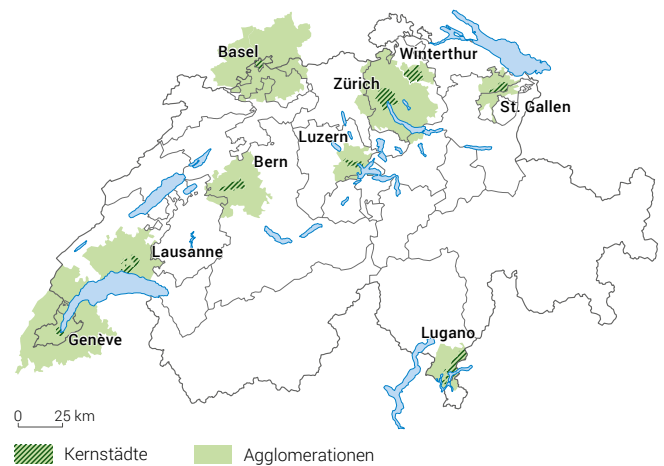 Basel
Winterthur
Zürich
St. Gallen
Luzern
Bern
Lausanne
Genève
Lugano
0 25 km
Kernstädte
Agglomerationen